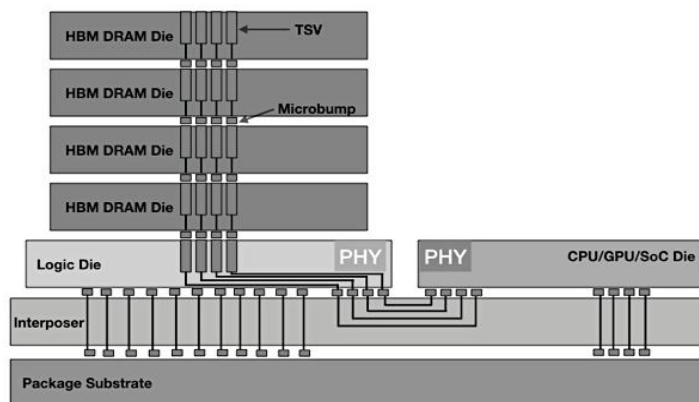 HBM DRAM Die
TSV
HBM DRAM Die
Microbump
HBM DRAM Die
HBM DRAM Die
Logic Die
PHY
PHY
CPU/GPU/SoC Die
Interposer
Package Substrate